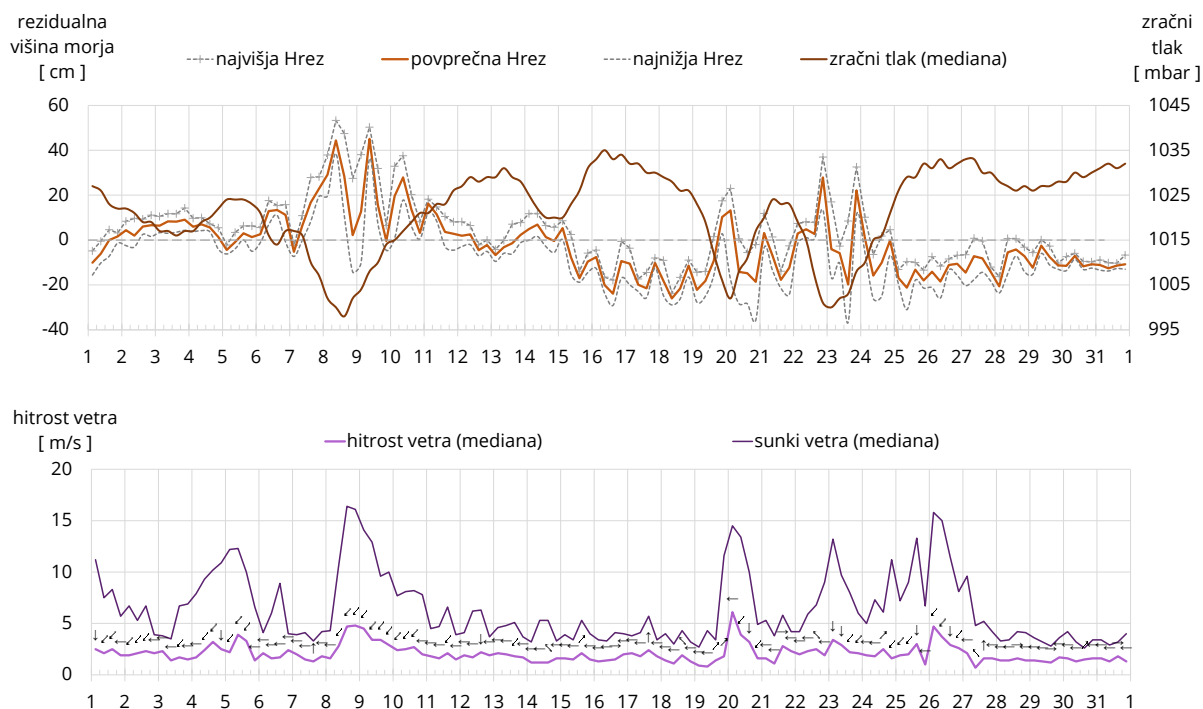 rezidualna
višina morja
[ cm ]
zračni
tlak
[ mbar ]
najvišja Hrez
povprečna Hrez
najnižja Hrez
zračni tlak (mediana)
60 1045
40 1035
20 1025
0 1015
-20 1005
-40 995
1 2 3 4 5 6 7 8 9 10 11 12 13 14 15 16 17 18 19 20 21 22 23 24 25 26 27 28 29 30 31 1
hitrost vetra
[ m/s ]
hitrost vetra (mediana)
sunki vetra (mediana)
20
15
10
5
0
1 2 3 4 5 6 7 8 9 10 11 12 13 14 15 16 17 18 19 20 21 22 23 24 25 26 27 28 29 30 31 1